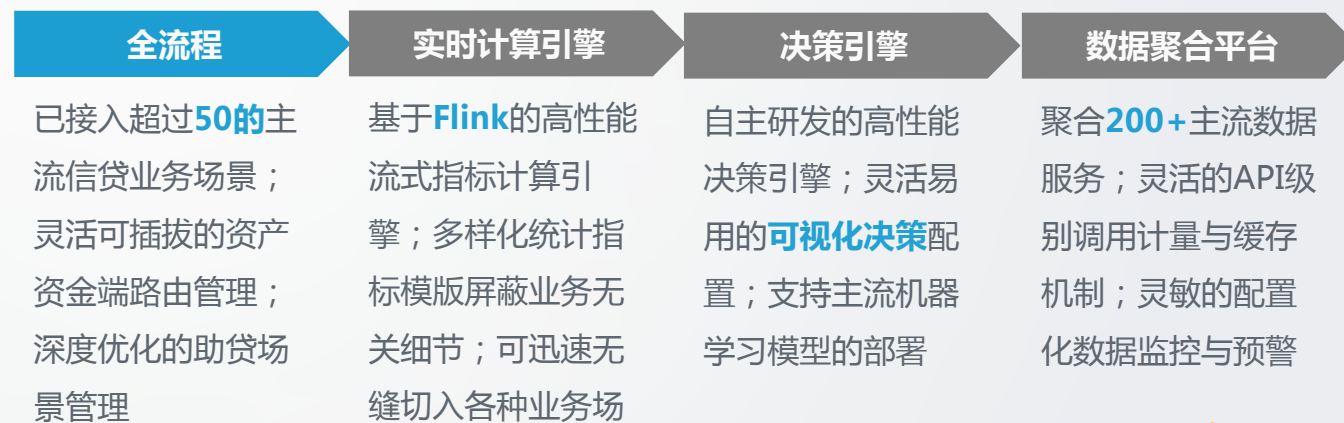 全流程
已接入超过50的主
流信贷业务场景；
灵活可插拔的资产
资金端路由管理；
深度优化的助贷场
景管理
实时计算引擎
基于Flink的高性能
流式指标计算引
擎；多样化统计指
标模版屏蔽业务无
关细节；可迅速无
缝切入各种业务场
决策引擎
自主研发的高性能
决策引擎；灵活易
用的可视化决策配
置；支持主流机器
学习模型的部署
数据聚合平台
聚合200+主流数据
服务；灵活的API级
别调用计量与缓存
机制；灵敏的配置
化数据监控与预警